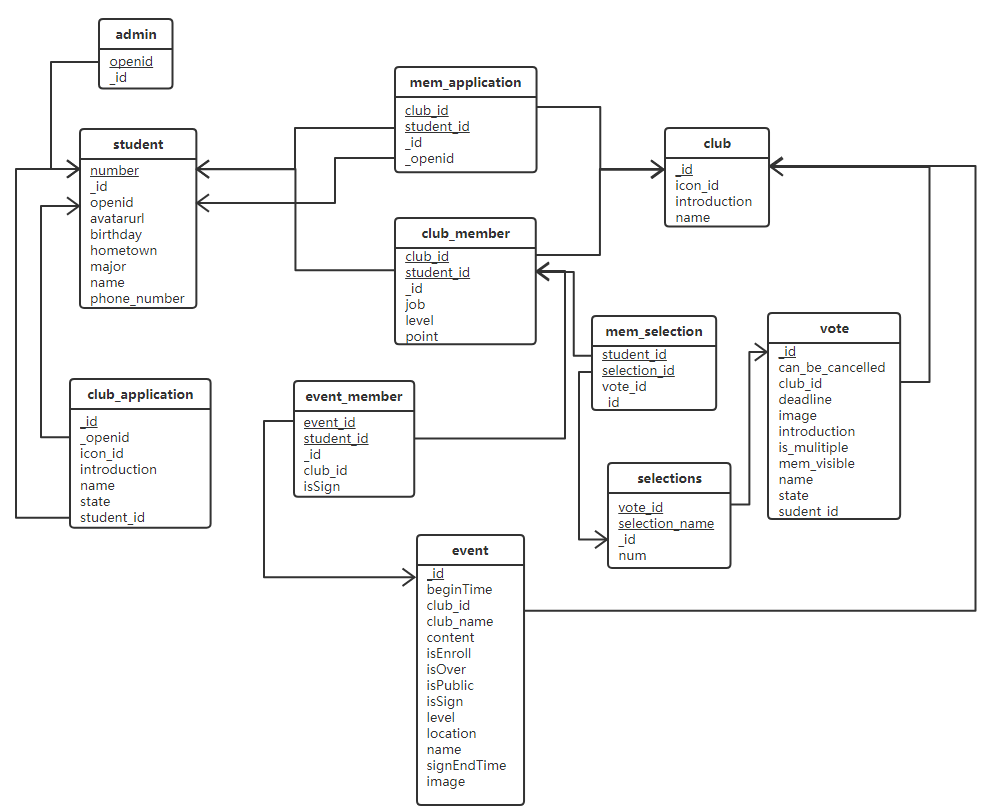 admin
openid
_id
student
number
_id
openid
avatarurl
birthday
hometown
major
name
phone_number
mem_application
club_id
student_id
_id
_openid
club
_id
icon_id
introduction
name
club_member
club_id
student_id
_id
job
level
point
mem_selection
student_id
selection_id
vote_id
_id
vote
_id
can_be_cancelled
club_id
deadline
image
introduction
is_mulitiple
mem_visible
name
state
sudent_id
club_application
_id
_openid
icon_id
introduction
name
state
student_id
event_member
event_id
student_id
_id
club_id
isSign
selections
vote_id
selection_name
_id
num
event
_id
beginTime
club_id
club_name
content
isEnroll
isOver
isPublic
isSign
level
location
name
signEndTime
image